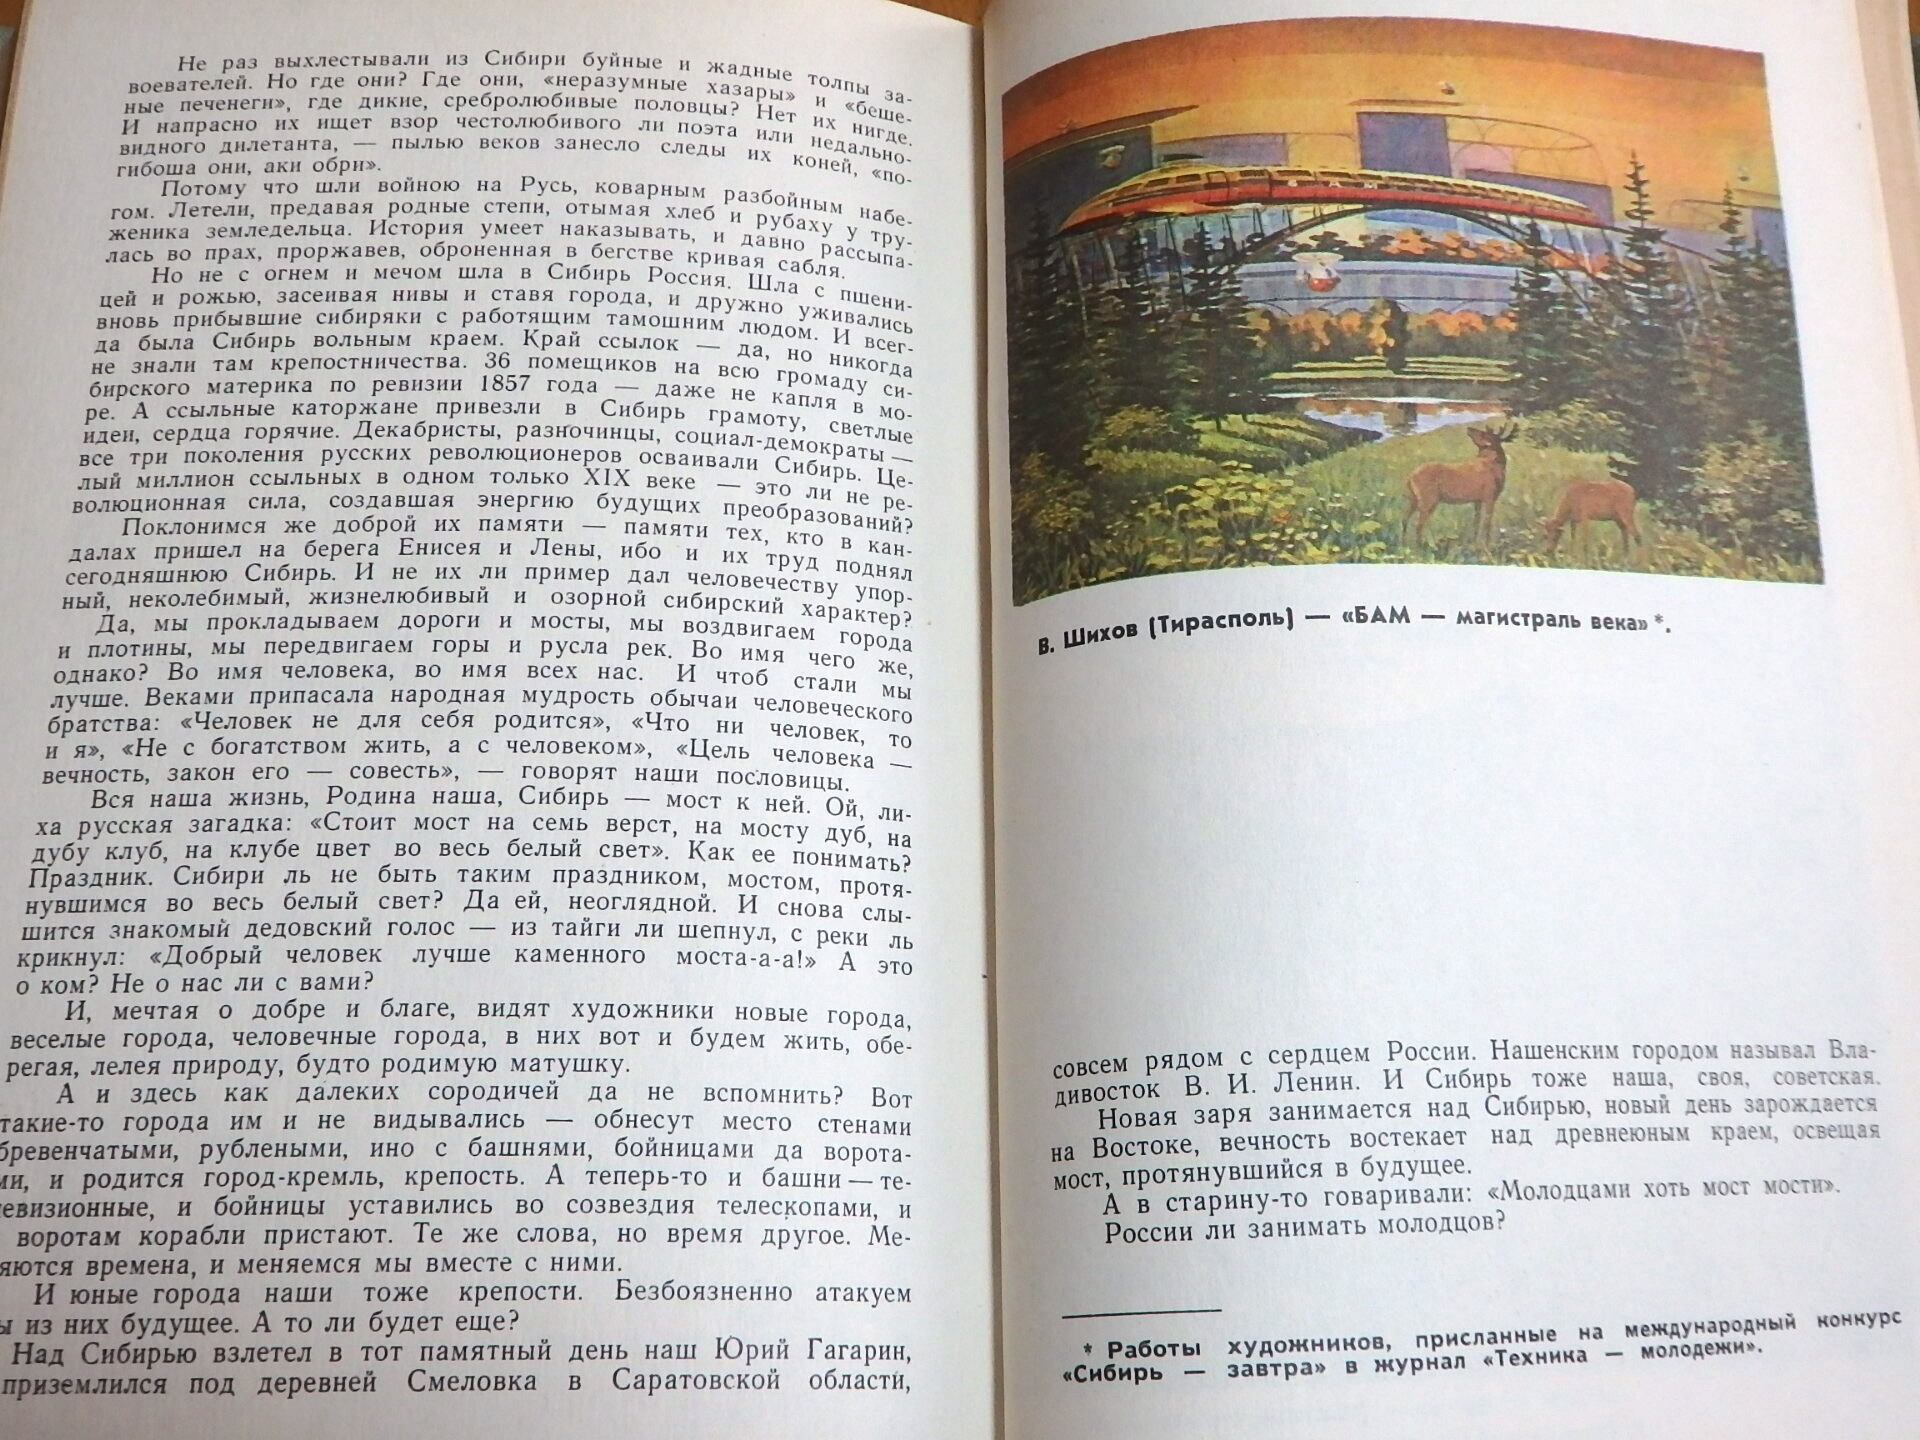 Не раз выхлестывали из Сибири буйные и жадные толпы за-
воевателей. Но где они? Где они, «неразумные хазары» и «беше-
ные печенеги», где дикие, сребролюбивые половцы? Нет их нигде.
И напрасно их ищет взор честолюбивого ли поэта или недально-
видного дилетанта, — пылью веков занесло следы их коней, «по-
гибоша они, аки обри».
Потому что шли войною на Русь, коварным разбойным набе-
гом. Летели, предавая родные степи, отымая хлеб и рубаху у тру-
женика земледельца. История умеет наказывать, и давно рассыпа-
лась во прах, проржавев, оброненная в бегстве кривая сабля.
Но не с огнем и мечом шла в Сибирь Россия. Шла с пшени-
цей и рожью, засеивая нивы и ставя города, и дружно уживались
вновь прибывшие сибиряки с работящим тамошним людом. И всег-
да была Сибирь вольным краем. Край ссылок — да, но никогда
не знали там крепостничества. 36 помещиков на всю громаду си-
бирского материка по ревизии 1857 года — даже не капля в мо-
ре. А ссыльные каторжане привезли в Сибирь грамоту, светлые
идеи, сердца горячие. Декабристы, разночинцы, социал-демократы —
все три поколения русских революционеров осваивали Сибирь. Це-
лый миллион ссыльных в одном только XIX веке — это ли не ре-
волюционная сила, создавшая энергию будущих преобразований?
Поклонимся же доброй их памяти — памяти тех, кто в кан-
далах пришел на берега Енисея и Лены, ибо и их труд поднял
сегодняшнюю Сибирь. И не их ли пример дал человечеству упор-
ный, неколебимый, жизнелюбивый и озорной сибирский характер?
Да, мы прокладываем дороги и мосты, мы воздвигаем города
и плотины, мы передвигаем горы и русла рек. Во имя чего же,
однако? Во имя человека, во имя всех нас. И чтоб стали мы
лучше. Веками припасала народная мудрость обычаи человеческого
братства: «Человек не для себя родится», «Что ни человек, то
и я», «Не с богатством жить, а с человеком», «Цель человека —
вечность, закон его — совесть», — говорят наши пословицы.
Вся наша жизнь, Родина наша, Сибирь — мост к ней. Ой, ли-
ха русская загадка: «Стоит мост на семь верст, на мосту дуб, на
дубу клуб, на клубе цвет во весь белый свет». Как ее понимать?
Праздник. Сибири ль не быть таким праздником, мостом, протя-
нувшимся во весь белый свет? Да ей, неоглядной. И снова слы-
шится знакомый дедовский голос — из тайги ли шепнул, с реки ль
крикнул: «Добрый человек лучше каменного моста-а-а!» А это
о ком? Не о нас ли с вами?
И, мечтая о добре и благе, видят художники новые города,
веселые города, человечные города, в них вот и будем жить, обе-
регая, лелея природу, будто родимую матушку.
А и здесь как далеких сородичей да не вспомнить? Вот
такие-то города им и не видывались — обнесут место стенами
бревенчатыми, рублеными, ино с башнями, бойницами да ворота-
ми, и родится город-кремль, крепость. А теперь-то и башни — те-
левизионные, и бойницы уставились во созвездия телескопами, и
воротам корабли пристают. Те же слова, но время другое. Ме-
няются времена, и меняемся мы вместе с ними.
И юные города наши тоже крепости. Безбоязненно атакуем
мы из них будущее. А то ли будет еще?
Над Сибирью взлетел в тот памятный день наш Юрий Гагарин,
приземлился под деревней Смеловка в Саратовской области,
БАМ
В. Шихов (Тирасполь) — «БАМ — магистраль века»*.
совсем рядом с сердцем России. Нашенским городом называл Вла-
дивосток В. И. Ленин. И Сибирь тоже наша, своя, советская.
Новая заря занимается над Сибирью, новый день зарождается
на Востоке, вечность востекает над древнеюным краем, освещая
мост, протянувшийся в будущее.
А в старину-то говаривали: «Молодцами хоть мост мости».
России ли занимать молодцов?
* Работы художников, присланные на международный конкурс
«Сибирь — завтра» в журнал «Техника — молодежи».